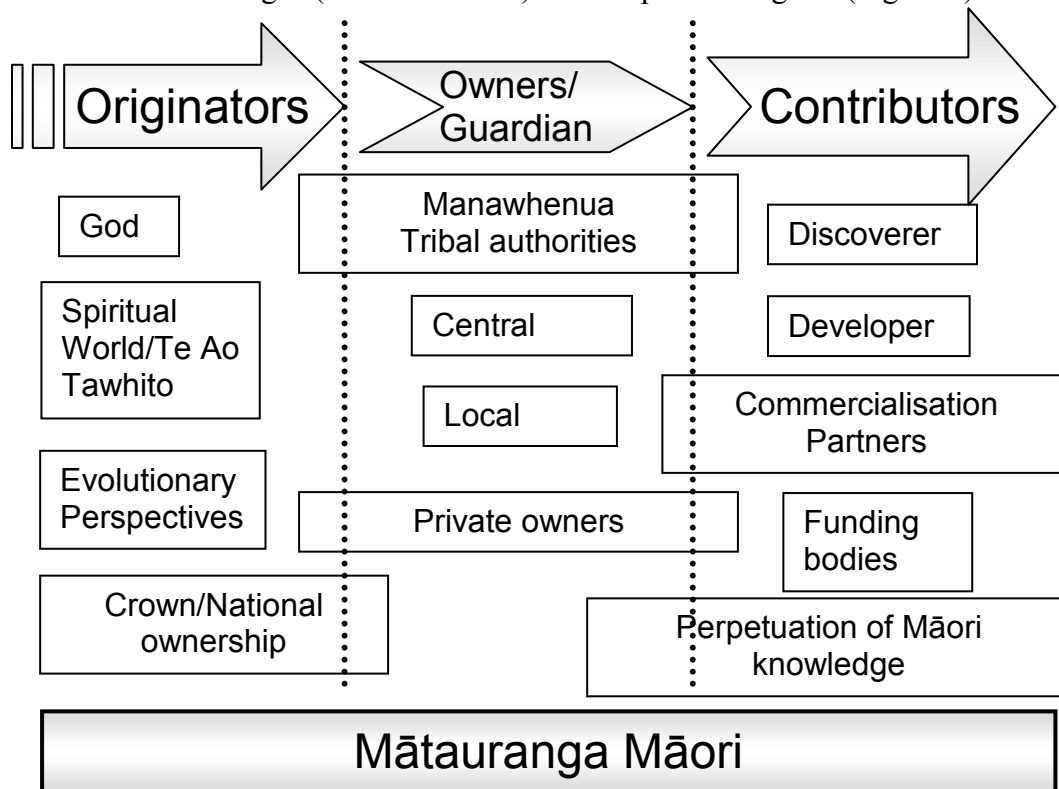 Originators
Owners/
Guardian
Contributors
God
Spiritual
World/Te Ao
Tawhito
Evolutionary
Perspectives
Crown/National
ownership
Manawhenua
Tribal authorities
Central
Local
Private owners
Discoverer
Developer
Commercialisation
Partners
Funding
bodies
Perpetuation of Māori
knowledge
Mātauranga Māori